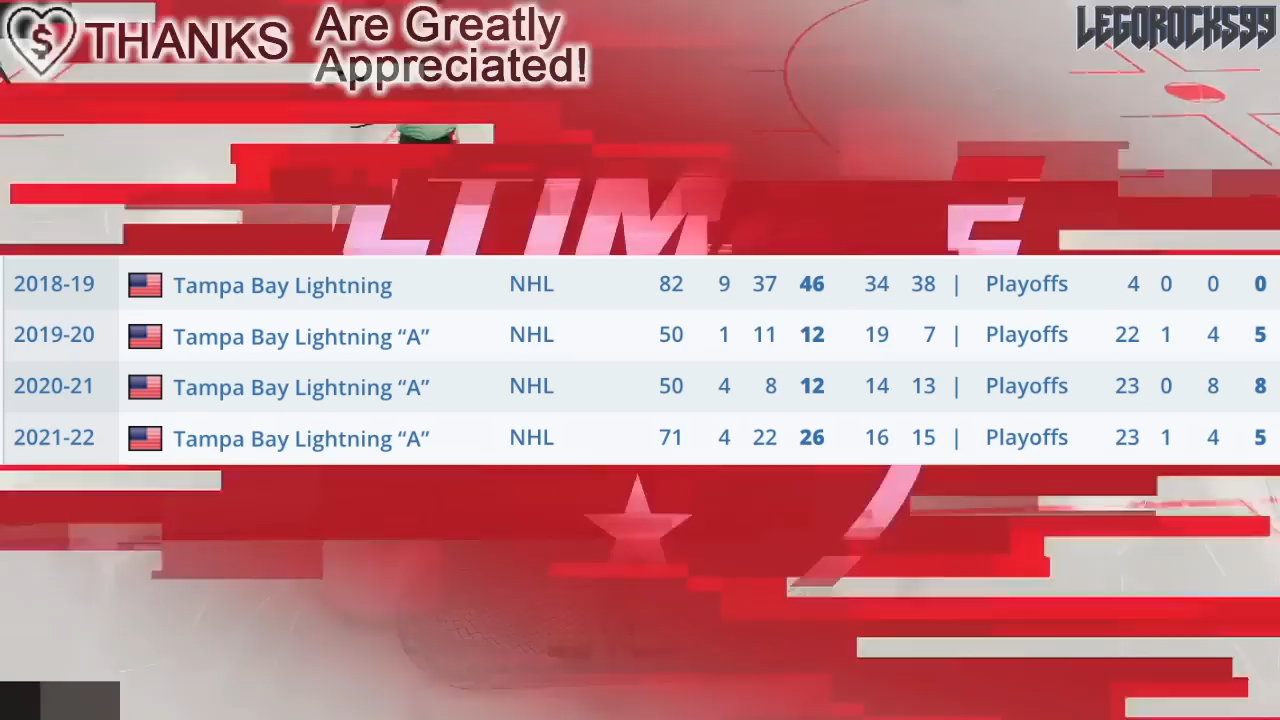 $ THANKS Are Greatly
Appreciated!
LEGOROCKS99
2018-19 Tampa Bay Lightning NHL 82 9 37 46 34 38 | Playoffs 4 0 0 0
2019-20 Tampa Bay Lightning “A” NHL 50 1 11 12 19 7 | Playoffs 22 1 4 5
2020-21 Tampa Bay Lightning “A” NHL 50 4 8 12 14 13 | Playoffs 23 0 8 8
2021-22 Tampa Bay Lightning “A” NHL 71 4 22 26 16 15 | Playoffs 23 1 4 5